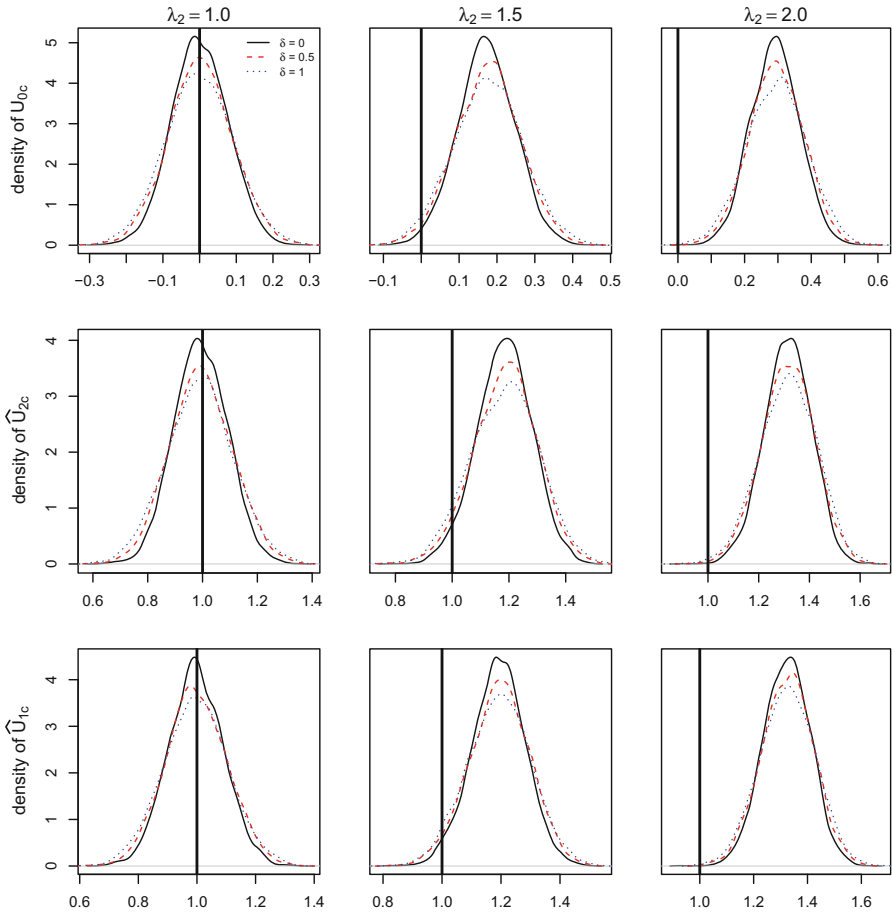 λ₂ = 1.0 λ₂ = 1.5 λ₂ = 2.0
density of U₀c
5
4
3
2
1
0
δ = 0
δ = 0.5
δ = 1
−0.3 −0.1 0.1 0.3
−0.1 0.1 0.2 0.3 0.4 0.5
0.0 0.2 0.4 0.6
density of Û₂c
4
3
2
1
0
0.6 0.8 1.0 1.2 1.4
0.8 1.0 1.2 1.4
1.0 1.2 1.4 1.6
density of Û₁c
4
3
2
1
0
0.6 0.8 1.0 1.2 1.4
0.8 1.0 1.2 1.4
1.0 1.2 1.4 1.6